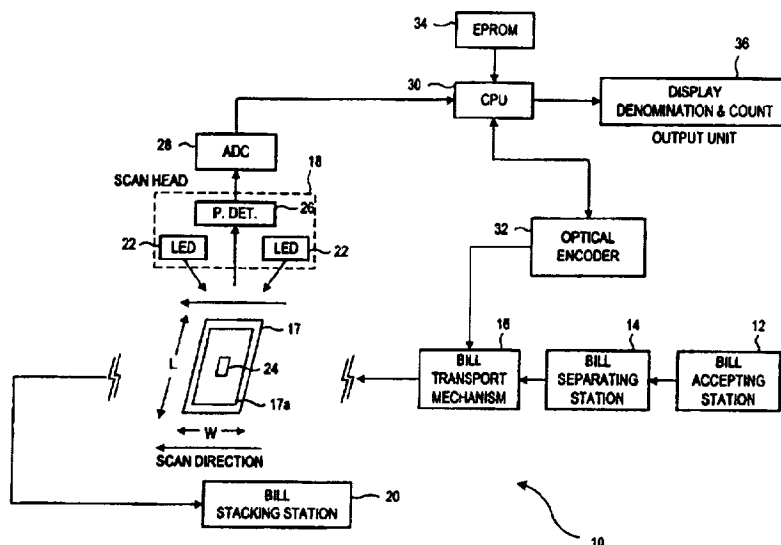 34
EPROM
36
30
CPU
DISPLAY
DENOMINATION & COUNT
OUTPUT UNIT
28
ADC
SCAN HEAD
18
P. DET.
26
22
LED
LED
22
32
OPTICAL
ENCODER
17
L
24
17a
W
SCAN DIRECTION
16
BILL
TRANSPORT
MECHANISM
14
BILL
SEPARATING
STATION
12
BILL
ACCEPTING
STATION
BILL
STACKING STATION
20
10